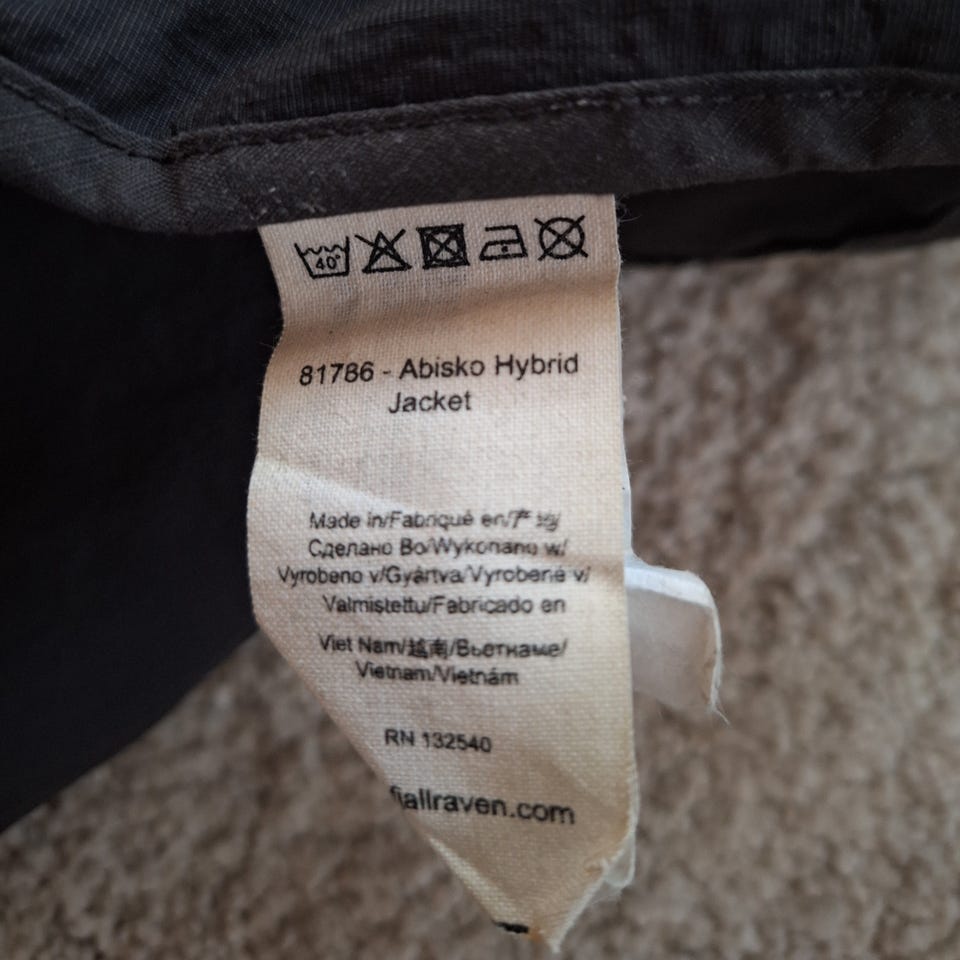 40°
81786 - Abisko Hybrid
Jacket
Made in/Fabriqué en/产地/
Сделано Во/Wykonano w/
Vyrobeno v/Gyártva/Vyrobené v/
Valmistettu/Fabricado en
Viet Nam/越南/Вьетнаме/
Vietnam/Vietnám
RN 132540
fjallraven.com